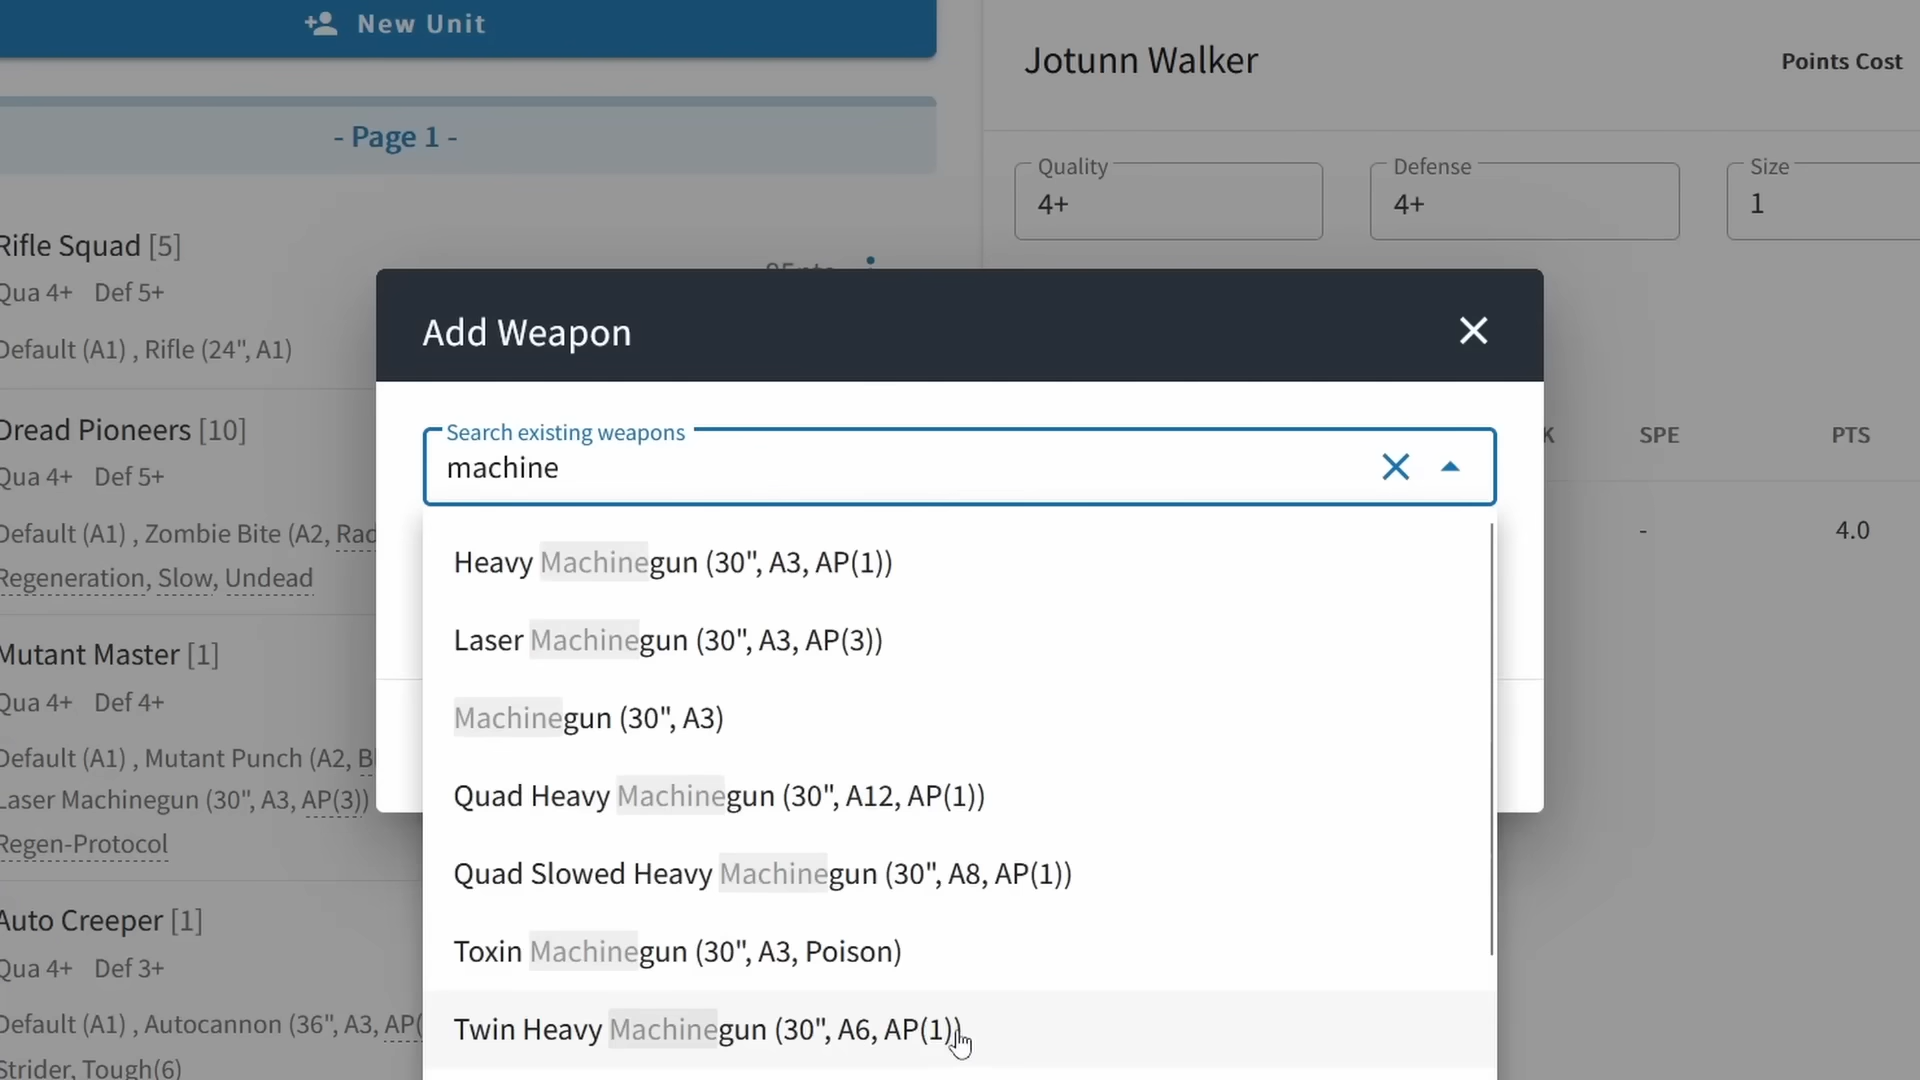 New Unit
- Page 1 -
Rifle Squad [5]
Qua 4+ Def 5+
Default (A1) , Rifle (24", A1)
Dread Pioneers [10]
Qua 4+ Def 5+
Default (A1) , Zombie Bite (A2, Rad
Regeneration, Slow, Undead
Mutant Master [1]
Qua 4+ Def 4+
Default (A1) , Mutant Punch (A2, B
Laser Machinegun (30", A3, AP(3))
Regen-Protocol
Auto Creeper [1]
Qua 4+ Def 3+
Default (A1) , Autocannon (36", A3, AP(
Strider, Tough(6)
Jotunn Walker
Points Cost
Quality
4+
Defense
4+
Size
1
K SPE PTS
- 4.0
Add Weapon
Search existing weapons
machine
Heavy Machinegun (30", A3, AP(1))
Laser Machinegun (30", A3, AP(3))
Machinegun (30", A3)
Quad Heavy Machinegun (30", A12, AP(1))
Quad Slowed Heavy Machinegun (30", A8, AP(1))
Toxin Machinegun (30", A3, Poison)
Twin Heavy Machinegun (30", A6, AP(1))